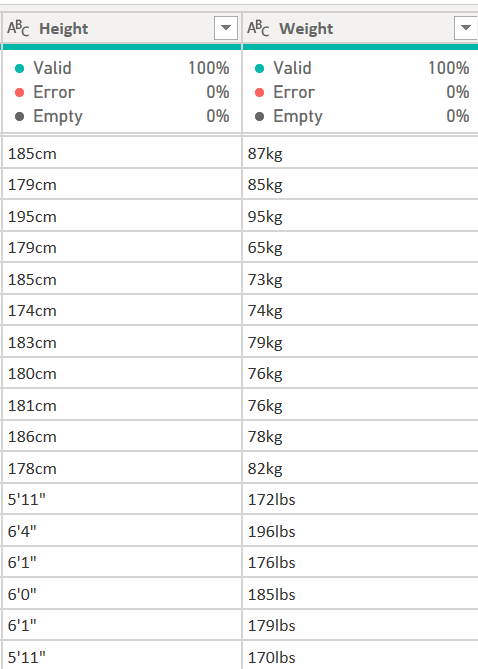 ABC Height ABC Weight
Valid 100% Valid 100%
Error 0% Error 0%
Empty 0% Empty 0%
185cm 87kg
179cm 85kg
195cm 95kg
179cm 65kg
185cm 73kg
174cm 74kg
183cm 79kg
180cm 76kg
181cm 76kg
186cm 78kg
178cm 82kg
5'11" 172lbs
6'4" 196lbs
6'1" 176lbs
6'0" 185lbs
6'1" 179lbs
5'11" 170lbs